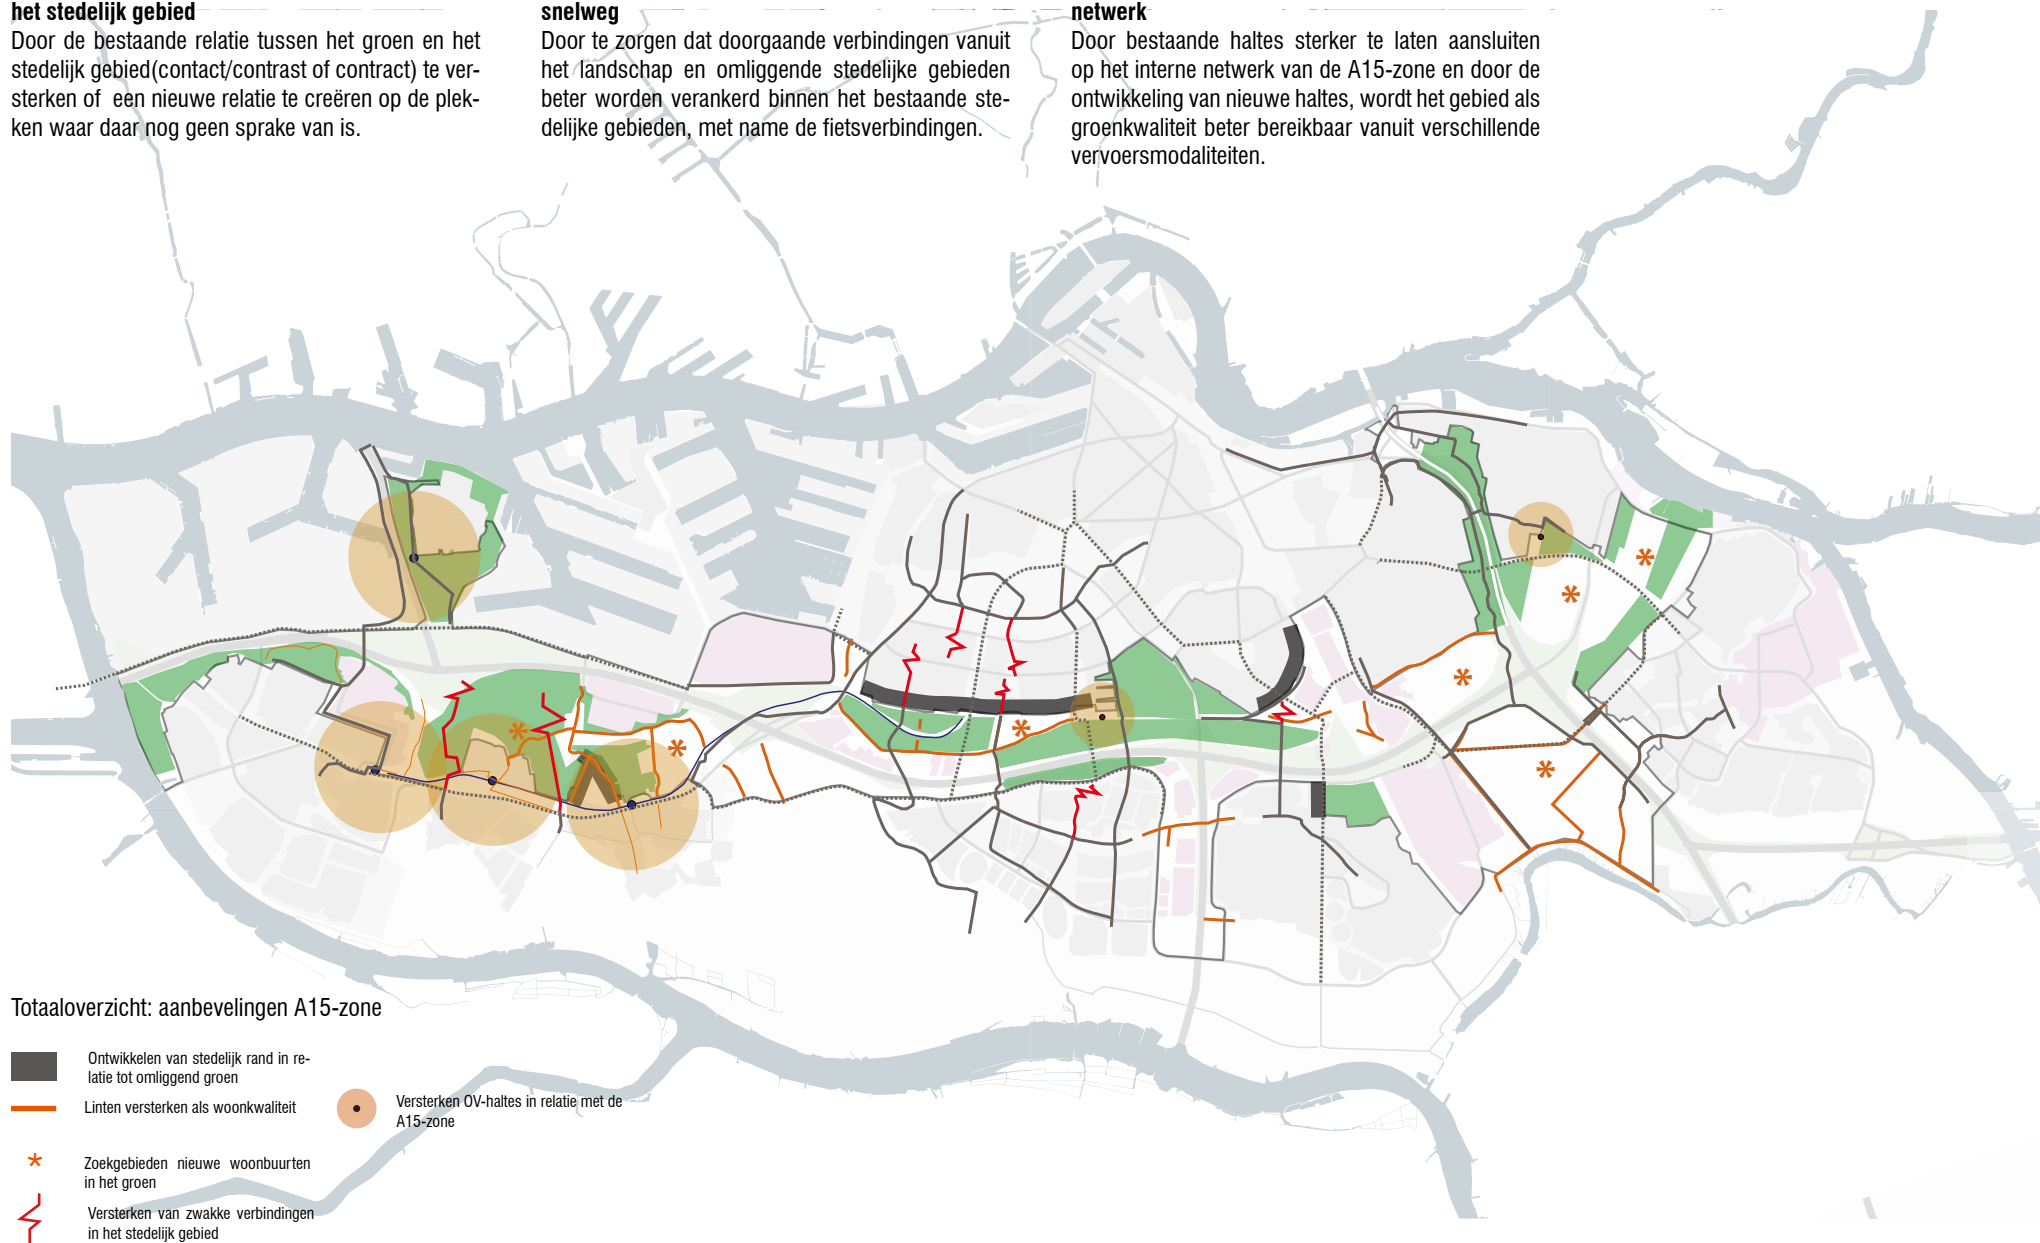 het stedelijk gebied
Door de bestaande relatie tussen het groen en het
stedelijk gebied(contact/contrast of contract) te ver-
sterken of een nieuwe relatie te creëren op de plek-
ken waar daar nog geen sprake van is.
snelweg
Door te zorgen dat doorgaande verbindingen vanuit
het landschap en omliggende stedelijke gebieden
beter worden verankerd binnen het bestaande ste-
delijke gebieden, met name de fietsverbindingen.
netwerk
Door bestaande haltes sterker te laten aansluiten
op het interne netwerk van de A15-zone en door de
ontwikkeling van nieuwe haltes, wordt het gebied als
groenkwaliteit beter bereikbaar vanuit verschillende
vervoersmodaliteiten.
Totaaloverzicht: aanbevelingen A15-zone
Ontwikkelen van stedelijk rand in re-
latie tot omliggend groen
Linten versterken als woonkwaliteit
Versterken OV-haltes in relatie met de
A15-zone
Zoekgebieden nieuwe woonbuurten
in het groen
Versterken van zwakke verbindingen
in het stedelijk gebied